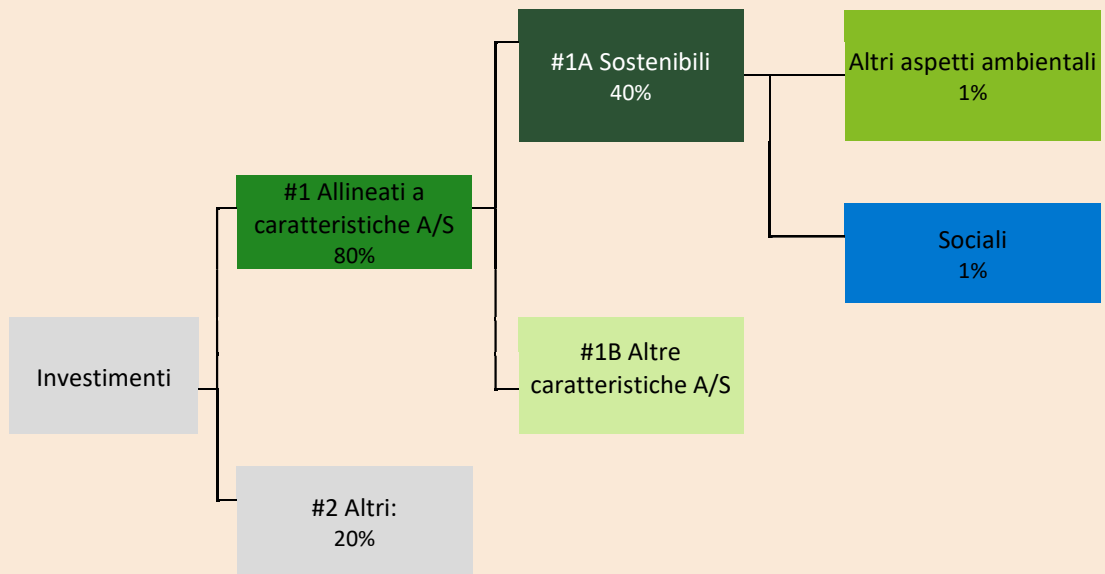 #1A Sostenibili
40%
Altri aspetti ambientali
1%
#1 Allineati a
caratteristiche A/S
80%
Sociali
1%
Investimenti
#1B Altre
caratteristiche A/S
#2 Altri:
20%